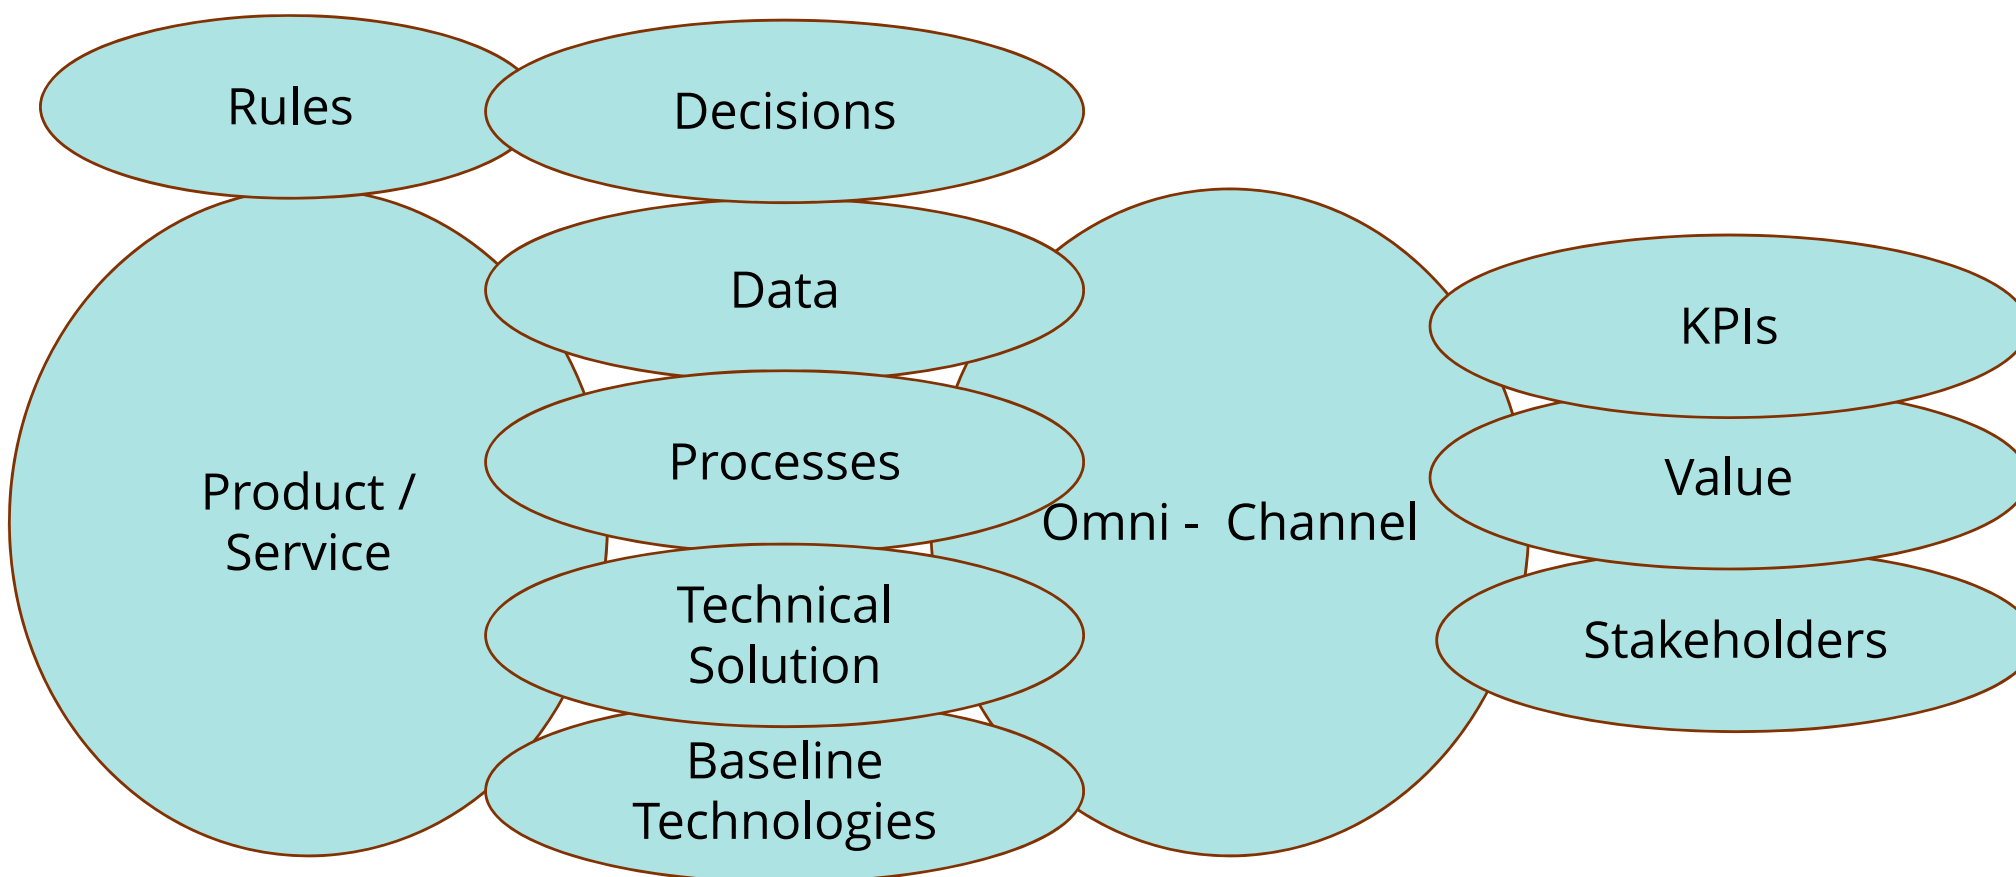 Rules
Decisions
Data
Processes
Technical
Solution
Baseline
Technologies
Product /
Service
Omni -  Channel
KPIs
Value
Stakeholders